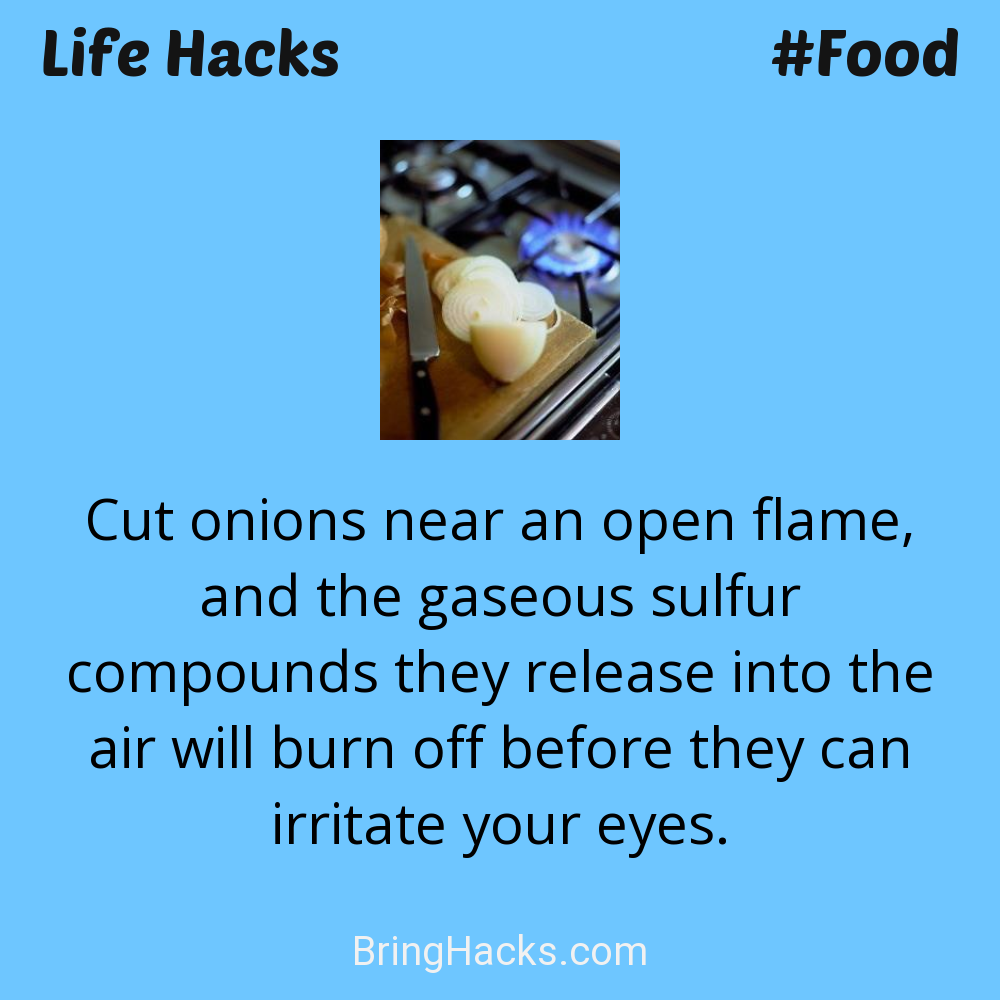 Life Hacks
#Food
Cut onions near an open flame,
and the gaseous sulfur
compounds they release into the
air will burn off before they can
irritate your eyes.
BringHacks.com